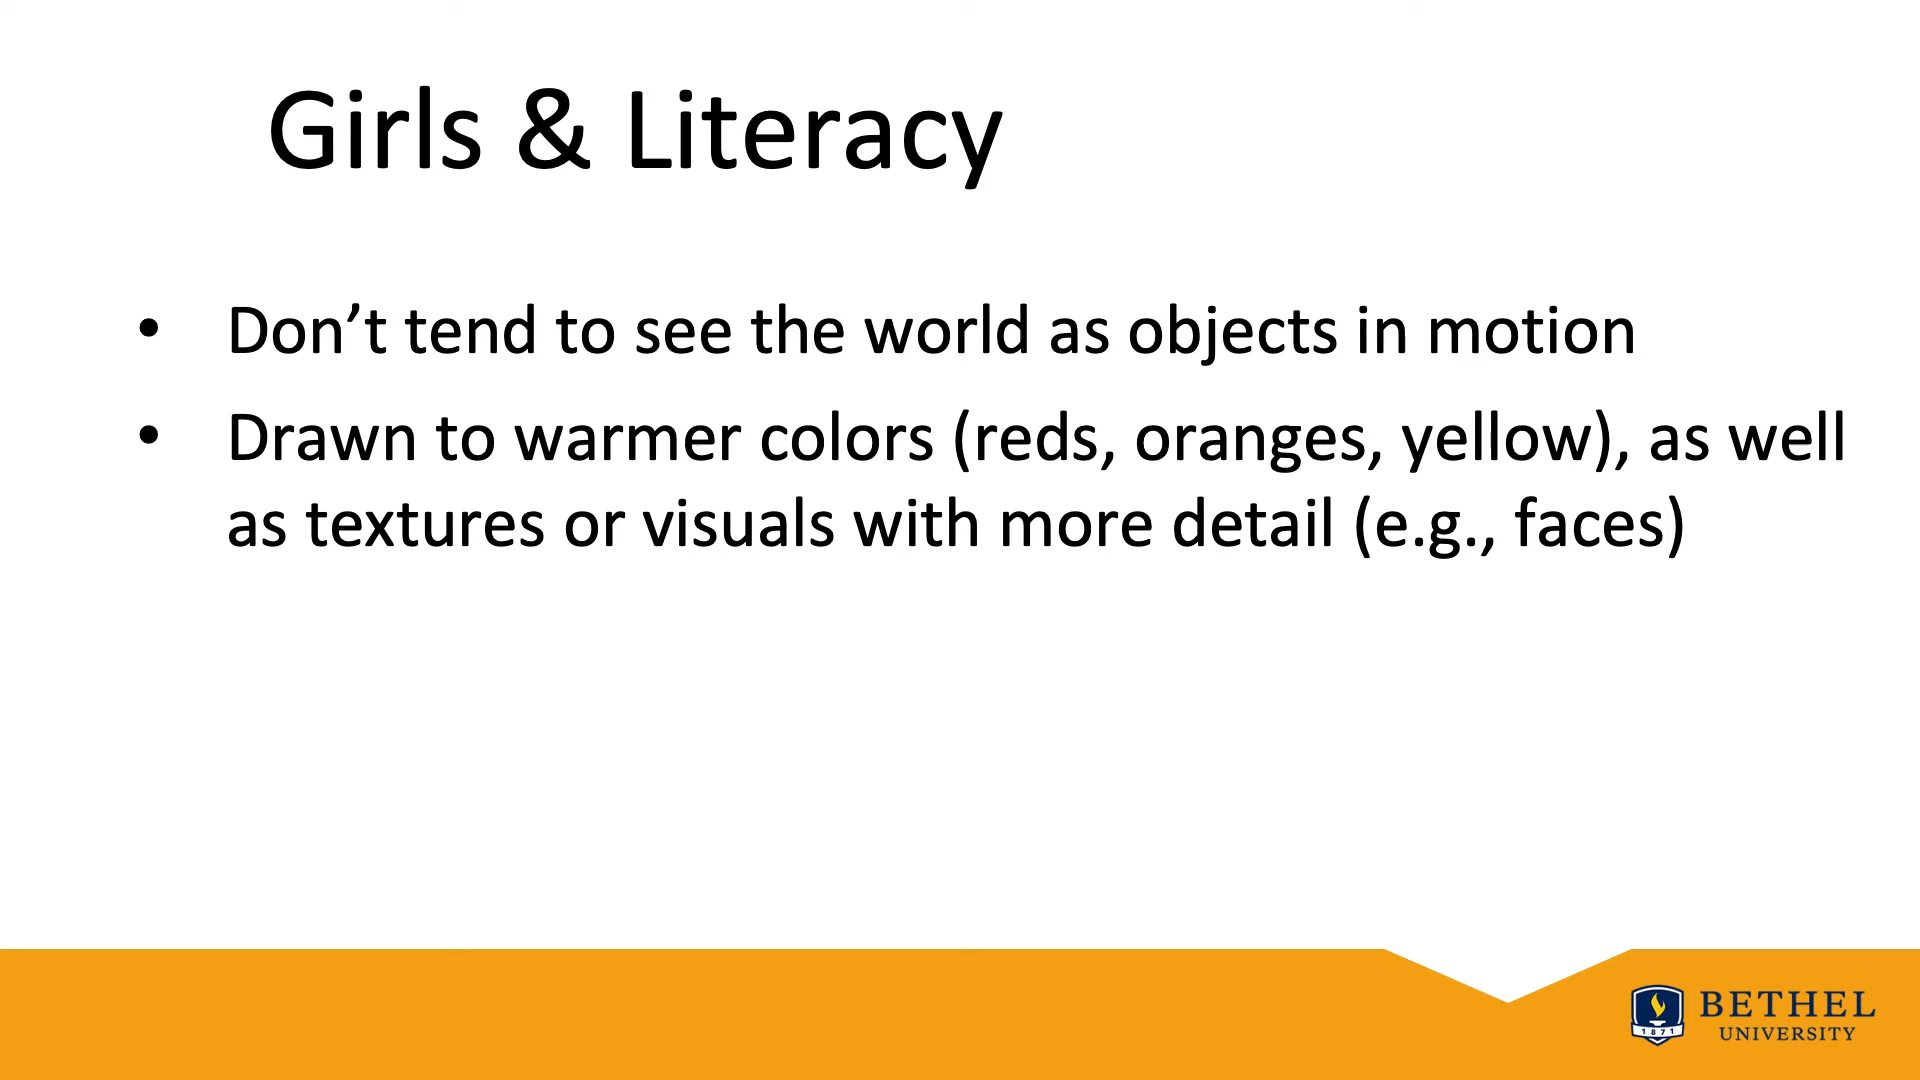 Girls & Literacy
• Don’t tend to see the world as objects in motion
• Drawn to warmer colors (reds, oranges, yellow), as well
as textures or visuals with more detail (e.g., faces)
1871
BETHEL
UNIVERSITY